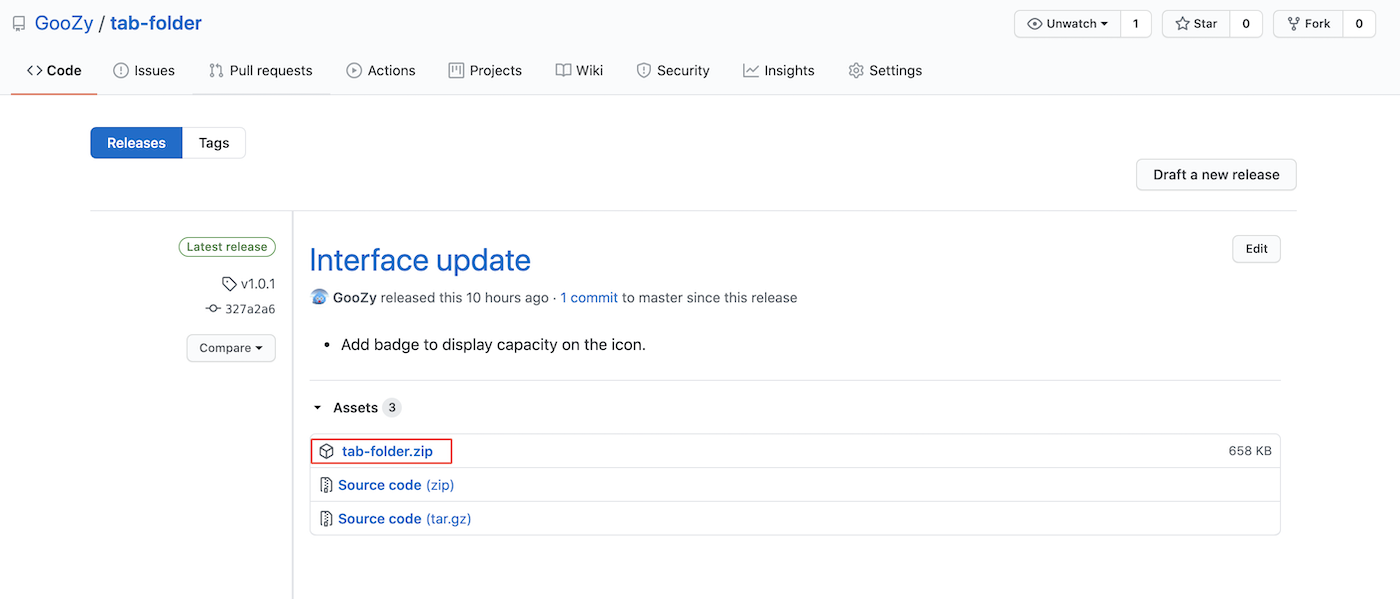 GooZy / tab-folder
Unwatch 1 Star 0 Fork 0
Code Issues Pull requests Actions Projects Wiki Security Insights Settings
Releases Tags
Draft a new release
Latest release
v1.0.1
327a2a6
Compare
Interface update
Edit
GooZy released this 10 hours ago · 1 commit to master since this release
• Add badge to display capacity on the icon.
Assets 3
tab-folder.zip 658 KB
Source code (zip)
Source code (tar.gz)